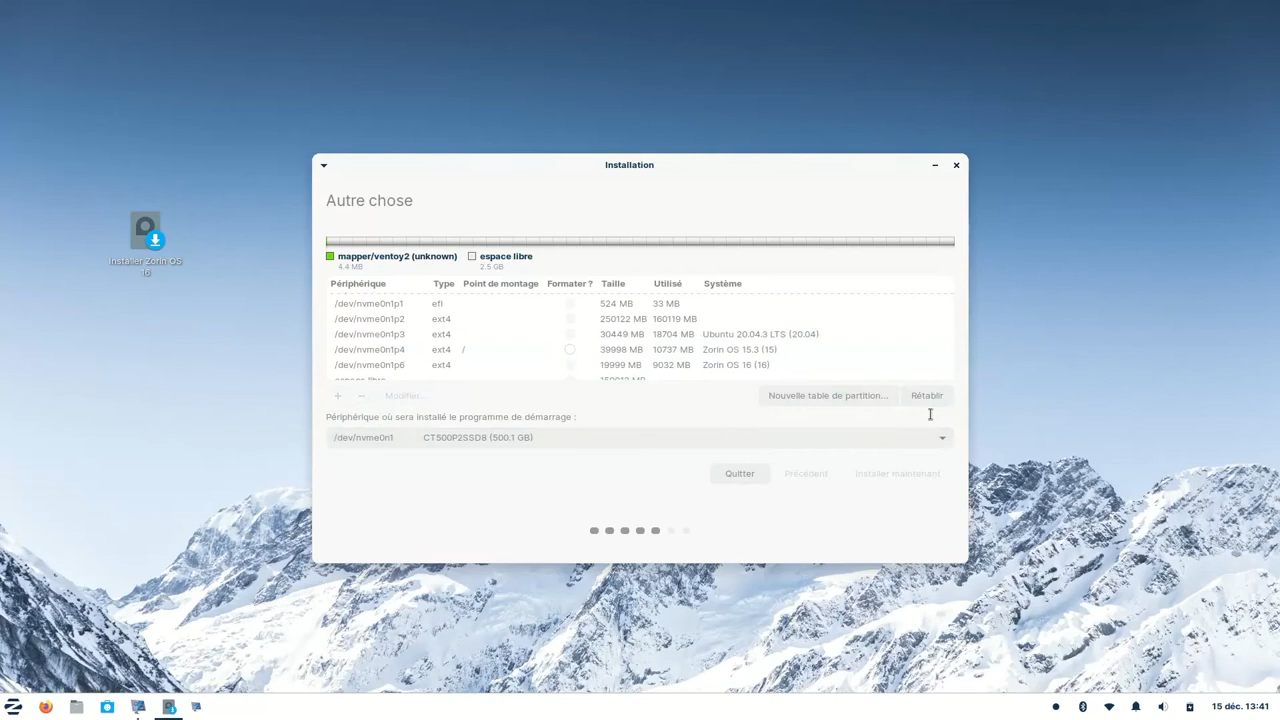 Installation
Autre chose
mapper/ventoy2 (unknown) espace libre
4.4 MB 2.5 GB
Périphérique Type Point de montage Formater ? Taille Utilisé Système
/dev/nvme0n1p1 efi 524 MB 33 MB
/dev/nvme0n1p2 ext4 250122 MB 160119 MB
/dev/nvme0n1p3 ext4 30449 MB 18704 MB Ubuntu 20.04.3 LTS (20.04)
/dev/nvme0n1p4 ext4 / 39998 MB 10737 MB Zorin OS 15.3 (15)
/dev/nvme0n1p6 ext4 19999 MB 9032 MB Zorin OS 16 (16)
espace libre
+ − Modifier... Nouvelle table de partition... Rétablir
Périphérique où sera installé le programme de démarrage :
/dev/nvme0n1 CT500P2SSD8 (500.1 GB)
Quitter Précédent Installer maintenant
Installer Zorin OS
16
15 déc. 13:41